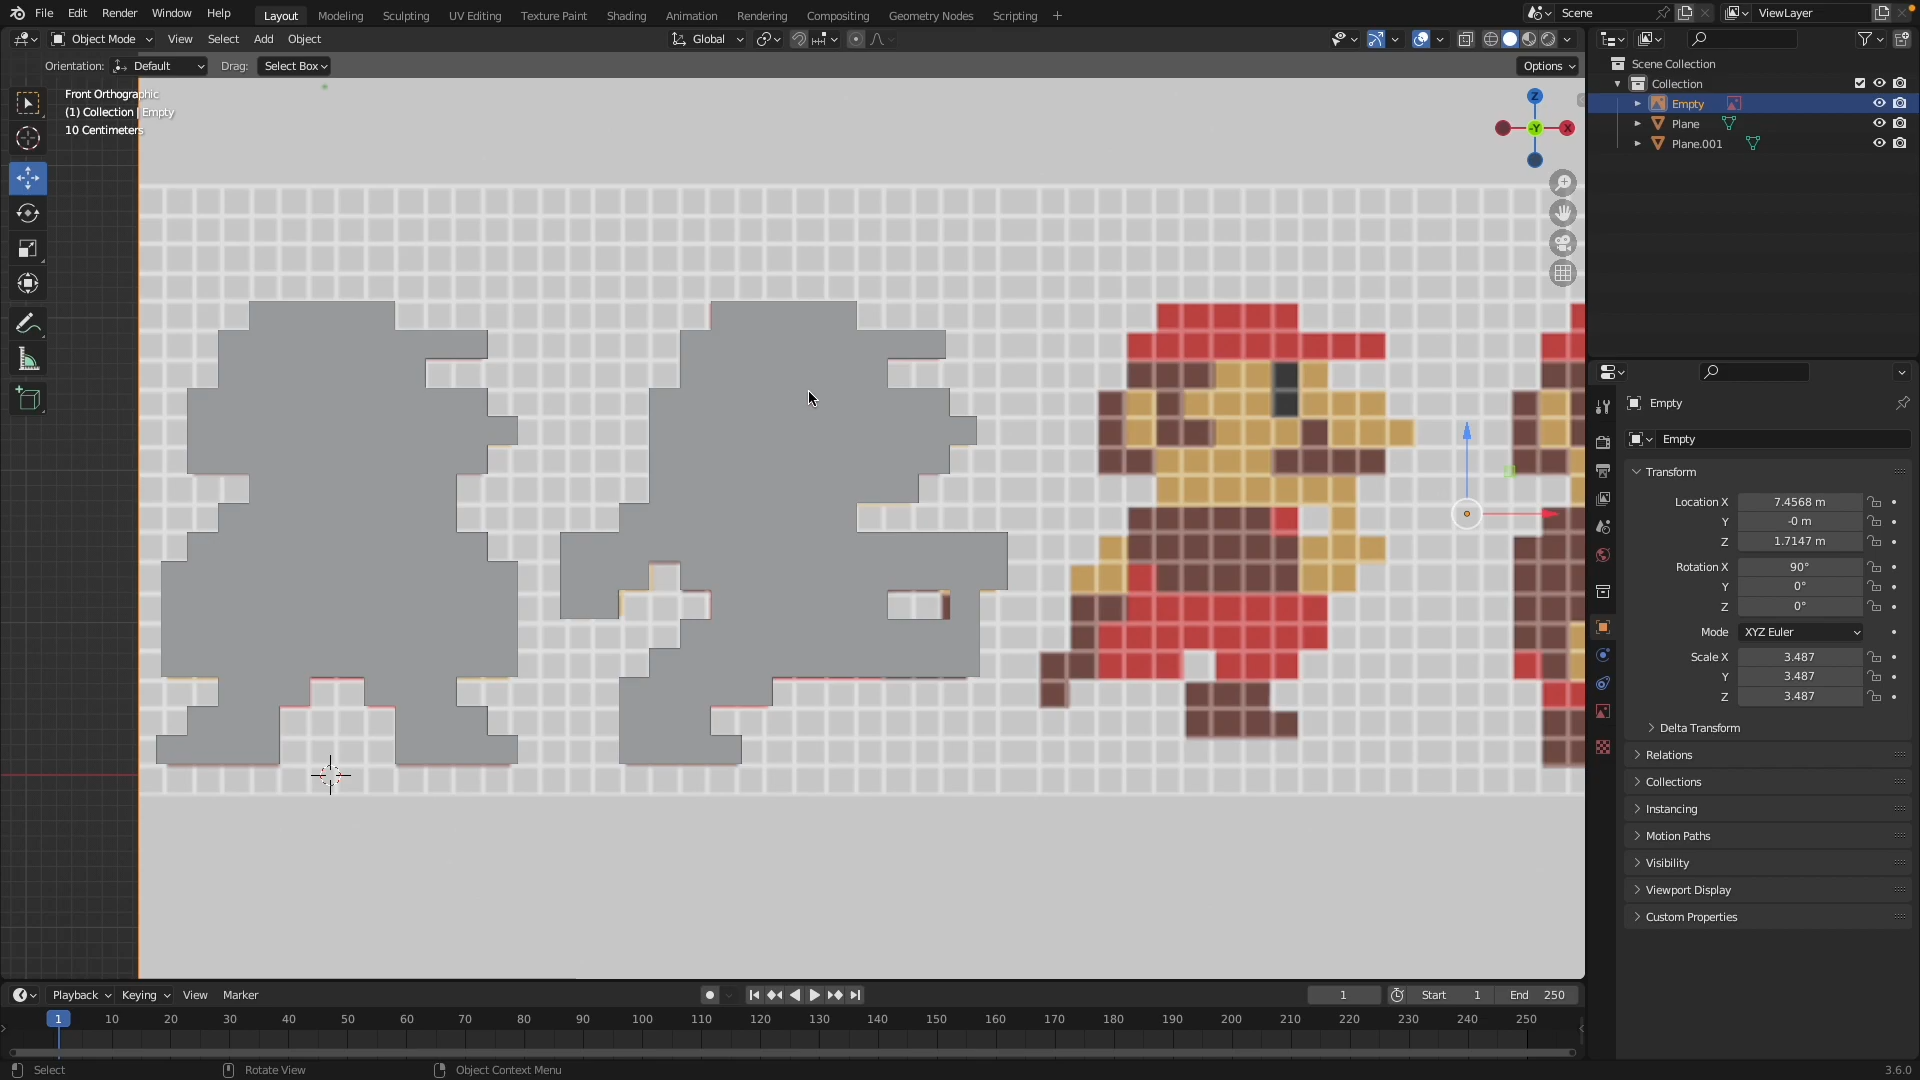 File Edit Render Window Help Layout Modeling Sculpting UV Editing Texture Paint Shading Animation Rendering Compositing Geometry Nodes Scripting + Scene ViewLayer
Object Mode View Select Add Object Global
Orientation: Default Drag: Select Box Options
Front Orthographic
(1) Collection | Empty
10 Centimeters
Z
-Y
X
Scene Collection
Collection
Empty
Plane
Plane.001
Empty
Empty
Transform
Location X 7.4568 m
Y -0 m
Z 1.7147 m
Rotation X 90°
Y 0°
Z 0°
Mode XYZ Euler
Scale X 3.487
Y 3.487
Z 3.487
Delta Transform
Relations
Collections
Instancing
Motion Paths
Visibility
Viewport Display
Custom Properties
Playback Keying View Marker 1 Start 1 End 250
1 10 20 30 40 50 60 70 80 90 100 110 120 130 140 150 160 170 180 190 200 210 220 230 240 250
Select Rotate View Object Context Menu 3.6.0